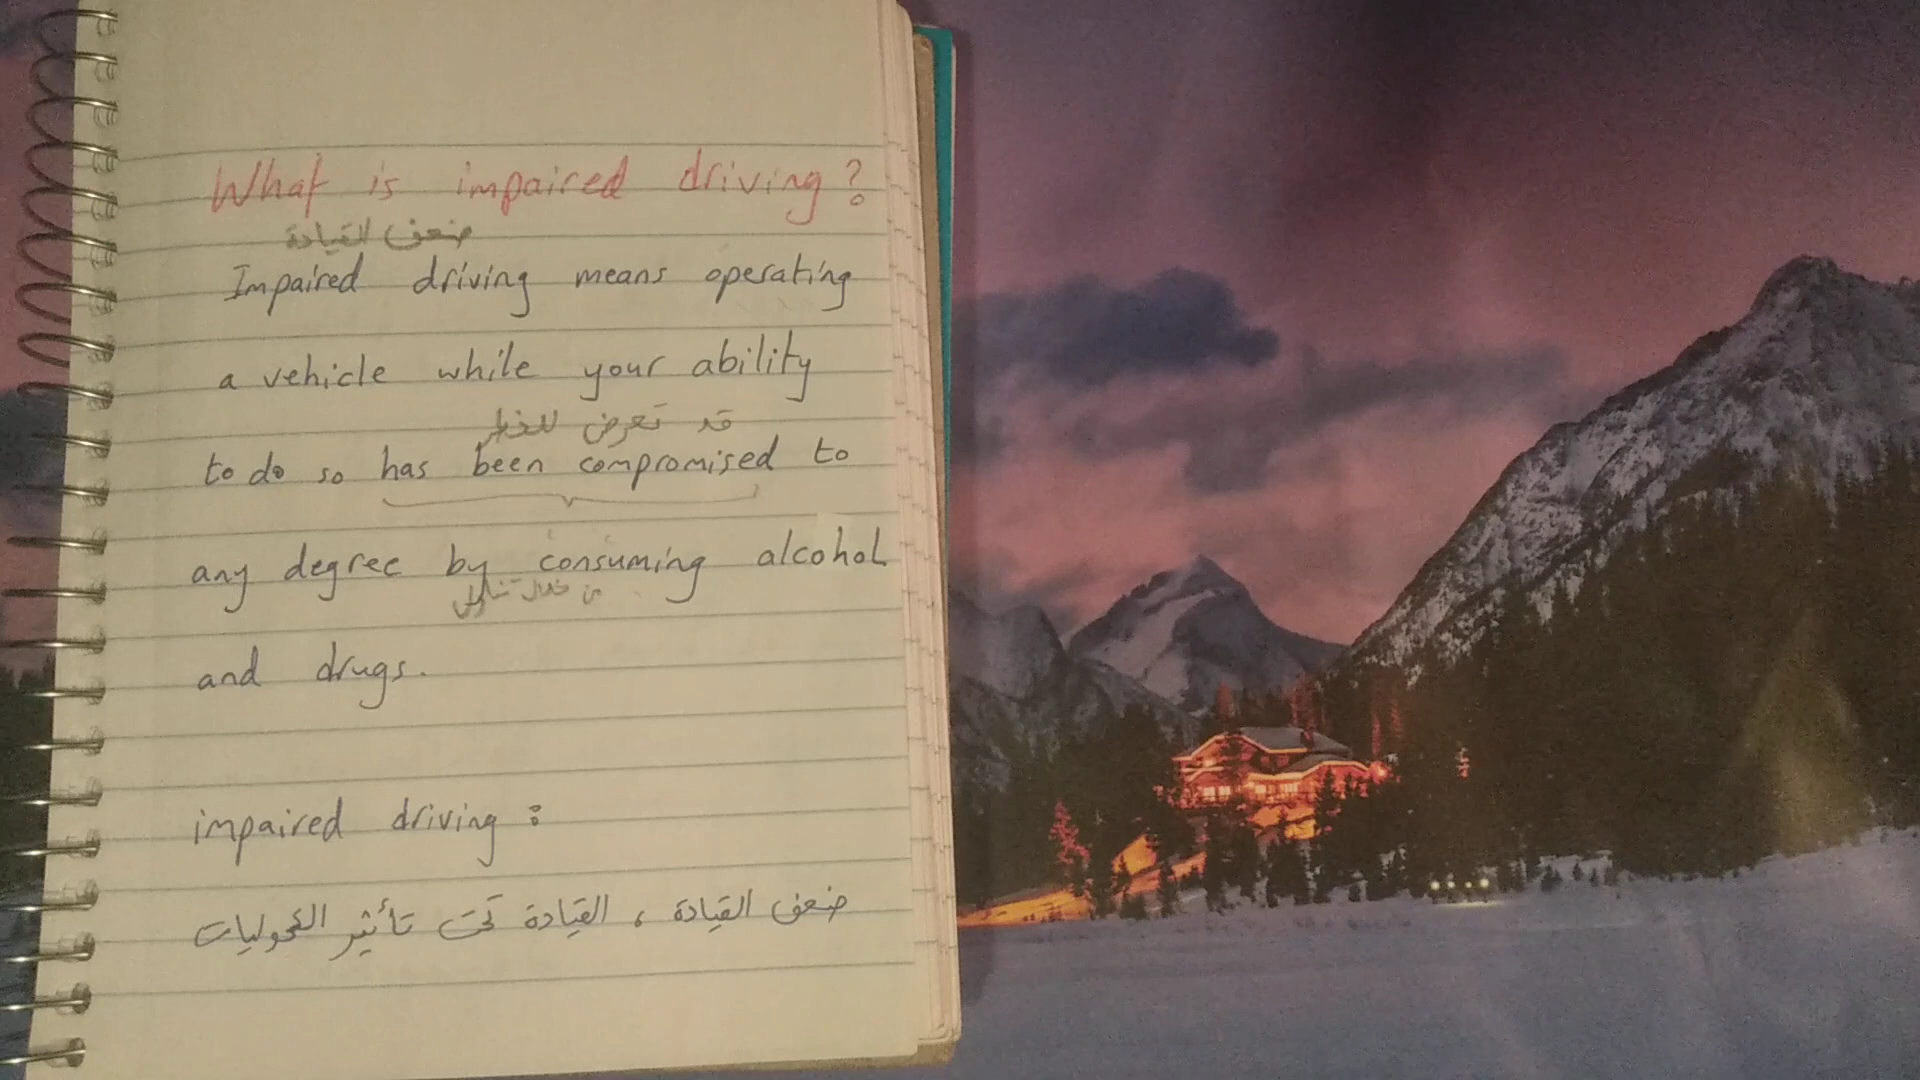 What is impaired driving?
ضعف القيادة
Impaired driving means operating
a vehicle while your ability
قد تعرض للخطر
to do so has been compromised to
any degree by consuming alcohol
من خلال تناول
and drugs.
impaired driving:
ضعف القيادة ، القيادة تحت تأثير الكحوليات